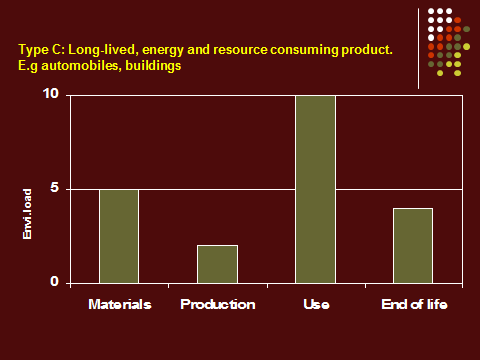 Type C: Long-lived, energy and resource consuming product.
E.g automobiles, buildings
10
5
0
Envi.load
Materials Production Use End of life